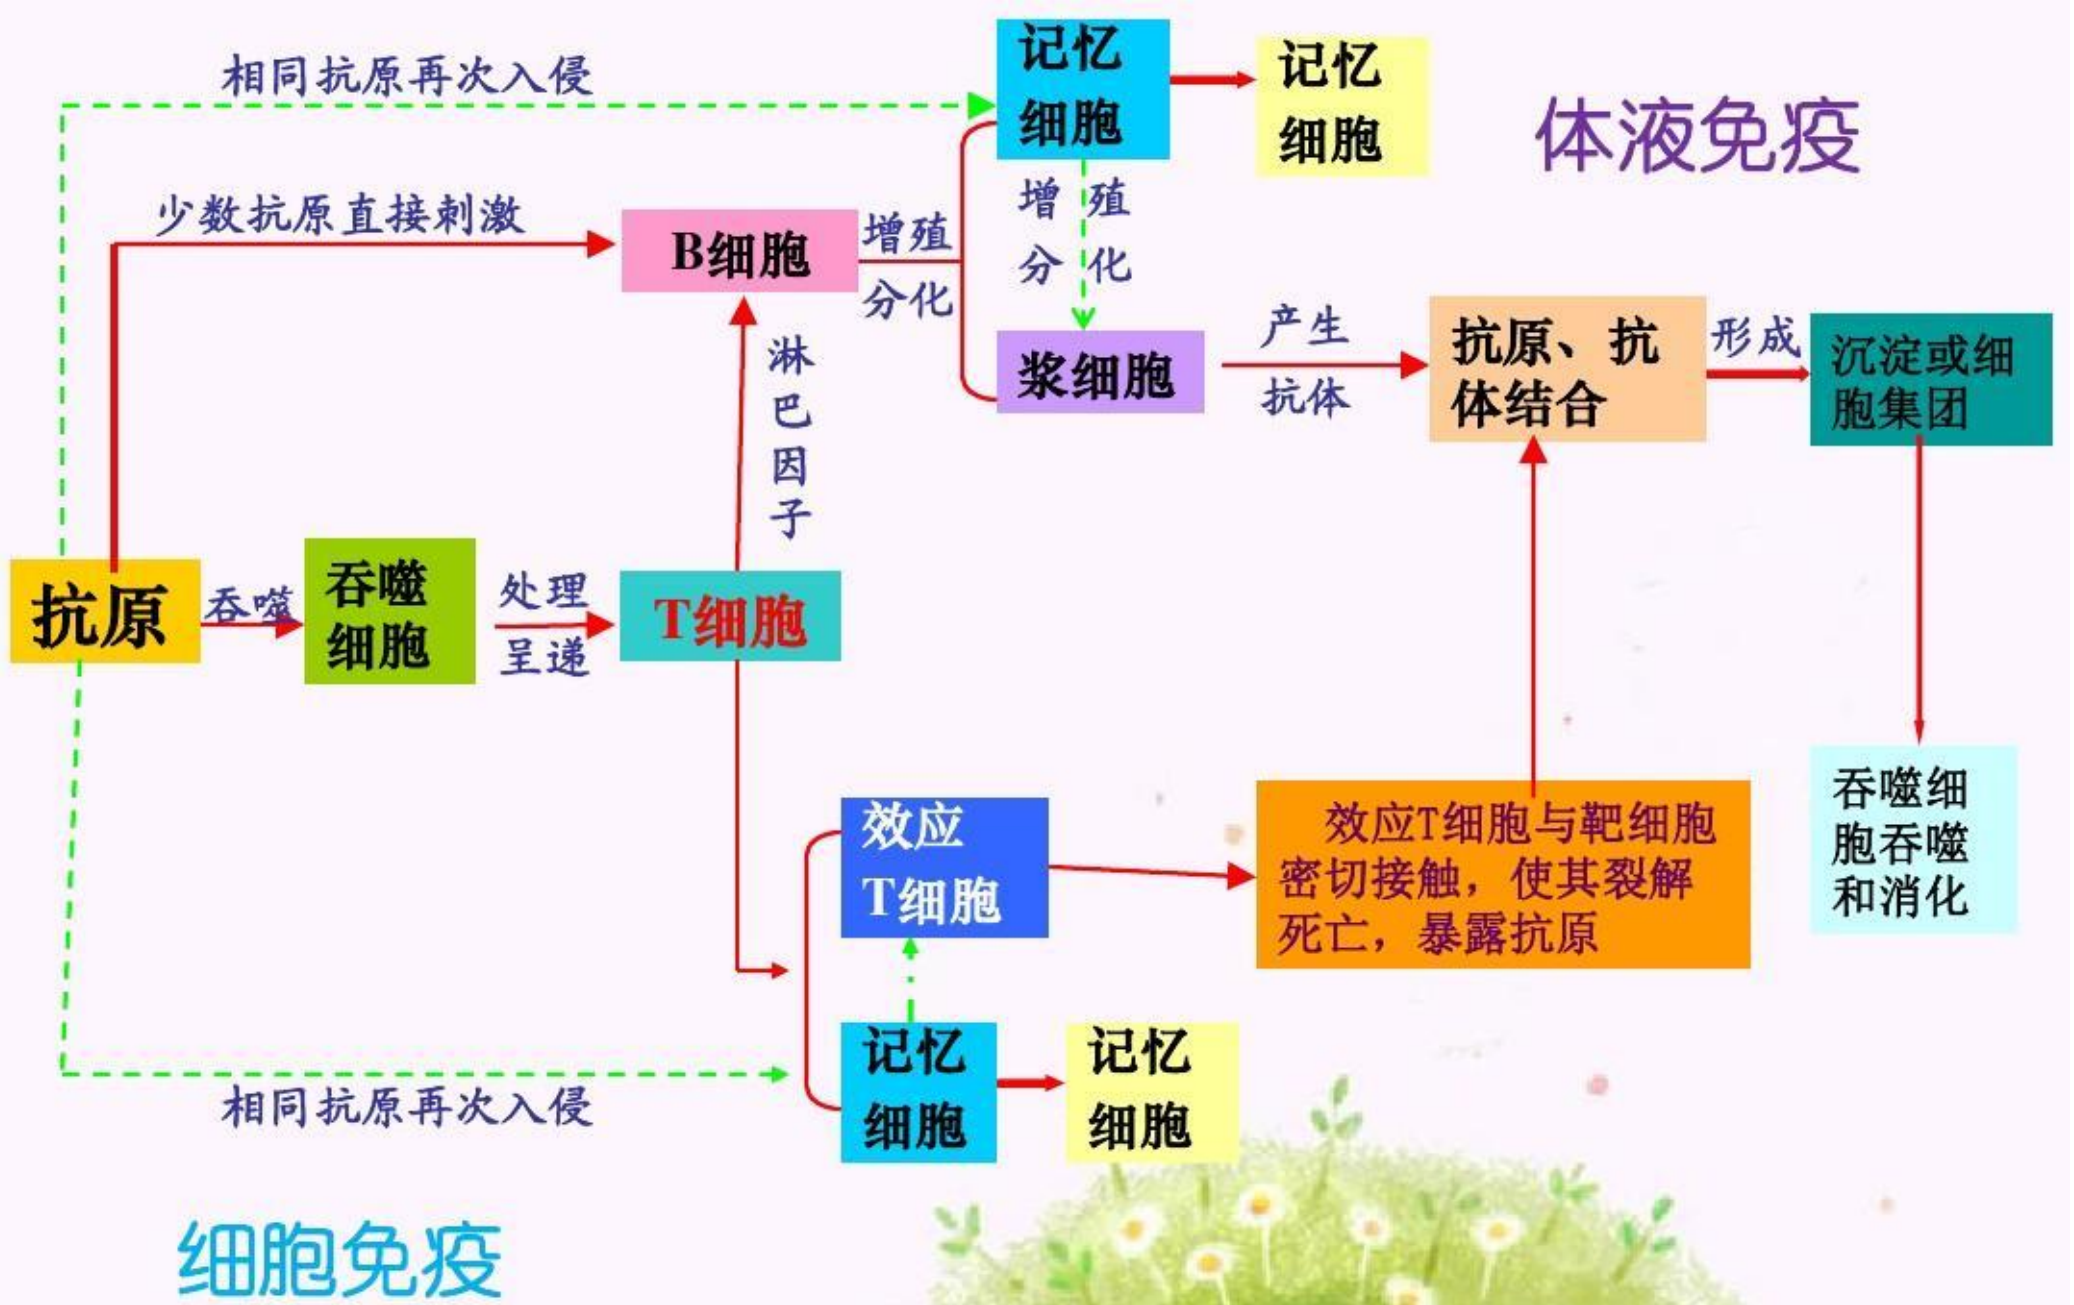 相同抗原再次入侵
记忆
细胞
记忆
细胞
体液免疫
少数抗原直接刺激
B细胞
增殖
分化
增 殖
分 化
淋
巴
因
子
浆细胞
产生
抗体
抗原、抗
体结合
形成
沉淀或细
胞集团
抗原
吞噬
吞噬
细胞
处理
呈递
T细胞
效应
T细胞
效应T细胞与靶细胞
密切接触，使其裂解
死亡，暴露抗原
吞噬细
胞吞噬
和消化
相同抗原再次入侵
记忆
细胞
记忆
细胞
细胞免疫